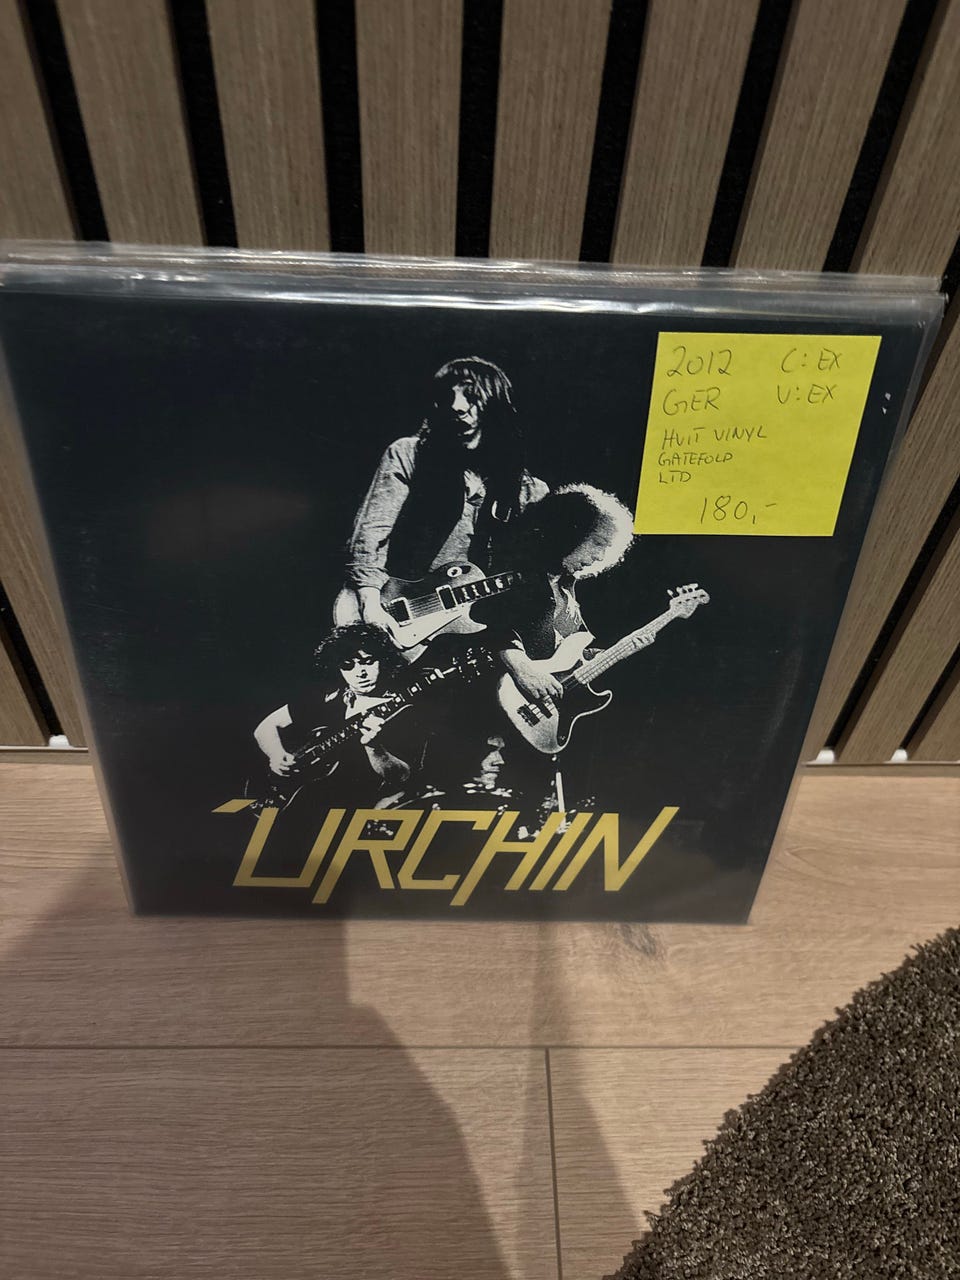 2012 C: EX
GER V: EX
HVIT VINYL
GATEFOLD
LTD
180,-
'URCHIN